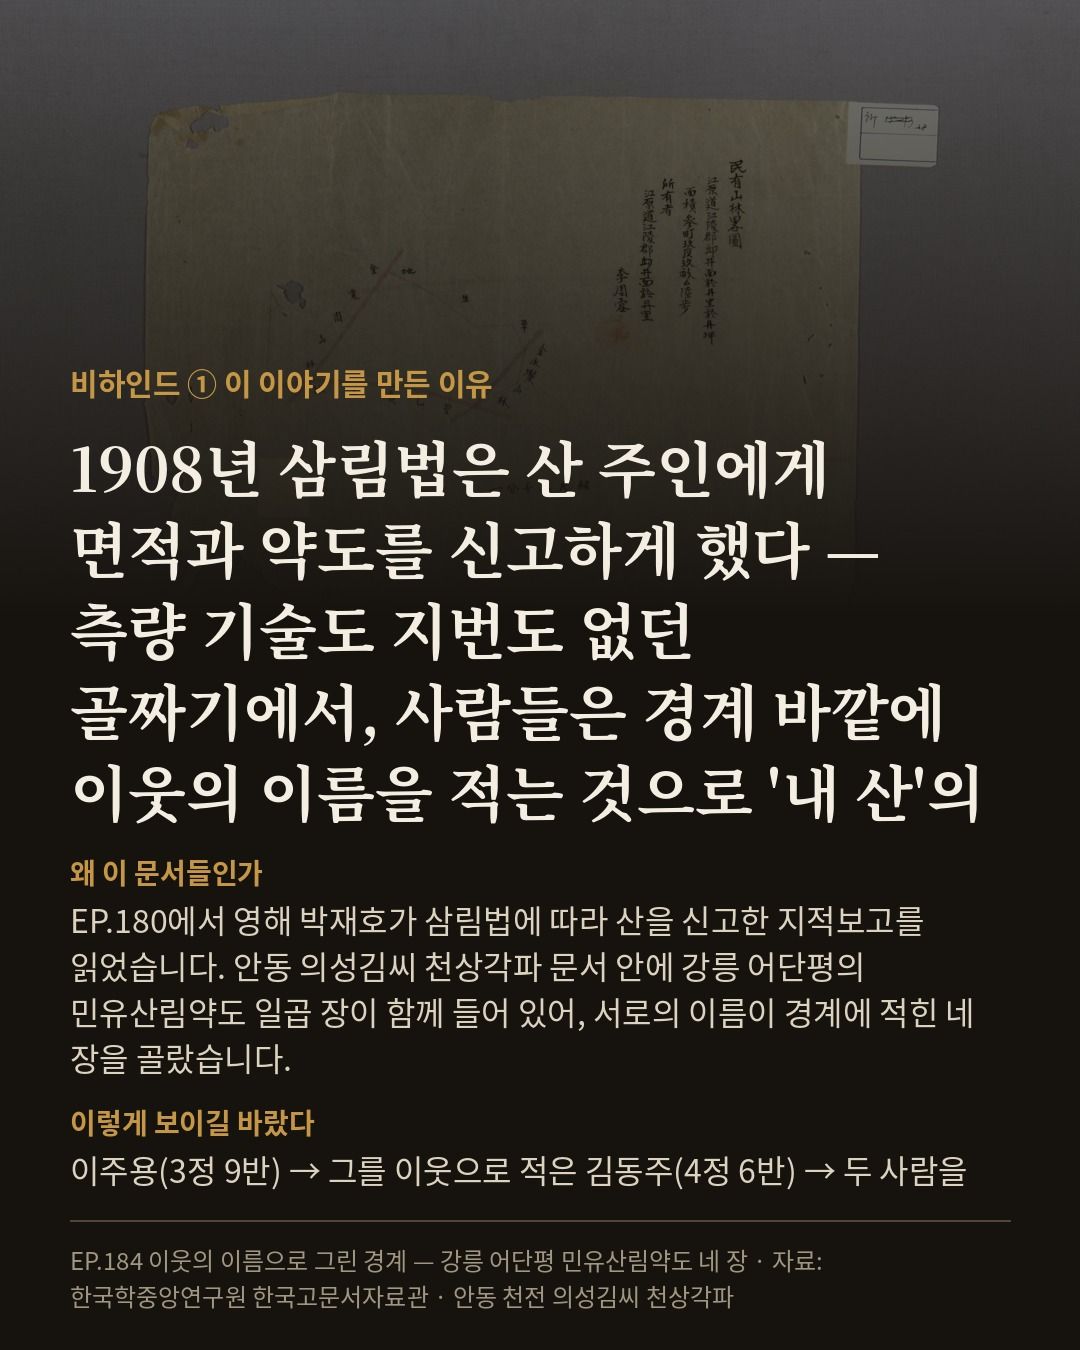 民有山林略圖
所有者
비하인드 ① 이 이야기를 만든 이유
1908년 삼림법은 산 주인에게
면적과 약도를 신고하게 했다 —
측량 기술도 지번도 없던
골짜기에서, 사람들은 경계 바깥에
이웃의 이름을 적는 것으로 '내 산'의
왜 이 문서들인가
EP.180에서 영해 박재호가 삼림법에 따라 산을 신고한 지적보고를
읽었습니다. 안동 의성김씨 천상각파 문서 안에 강릉 어단평의
민유산림약도 일곱 장이 함께 들어 있어, 서로의 이름이 경계에 적힌 네
장을 골랐습니다.
이렇게 보이길 바랐다
이주용(3정 9반) → 그를 이웃으로 적은 김동주(4정 6반) → 두 사람을
EP.184 이웃의 이름으로 그린 경계 — 강릉 어단평 민유산림약도 네 장 · 자료:
한국학중앙연구원 한국고문서자료관 · 안동 천전 의성김씨 천상각파